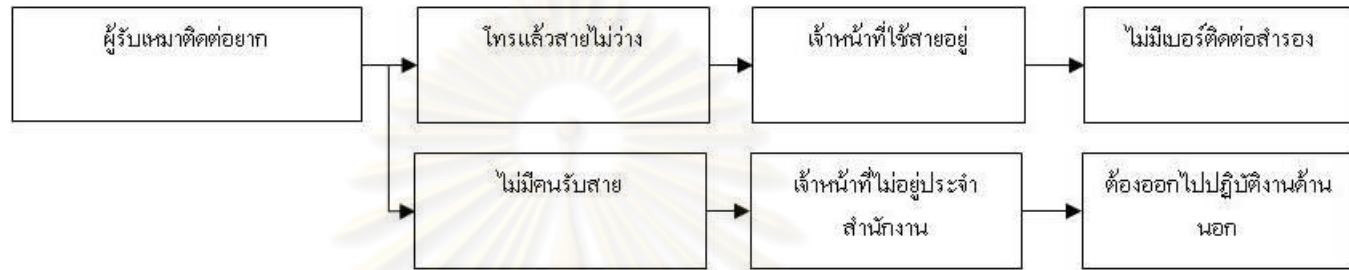 ผู้รับเหมาติดต่อยาก
โทรแล้วสายไม่ว่าง
เจ้าหน้าที่ใช้สายอยู่
ไม่มีเบอร์ติดต่อสำรอง
ไม่มีคนรับสาย
เจ้าหน้าที่ไม่อยู่ประจำ
สำนักงาน
ต้องออกไปปฏิบัติงานด้าน
นอก